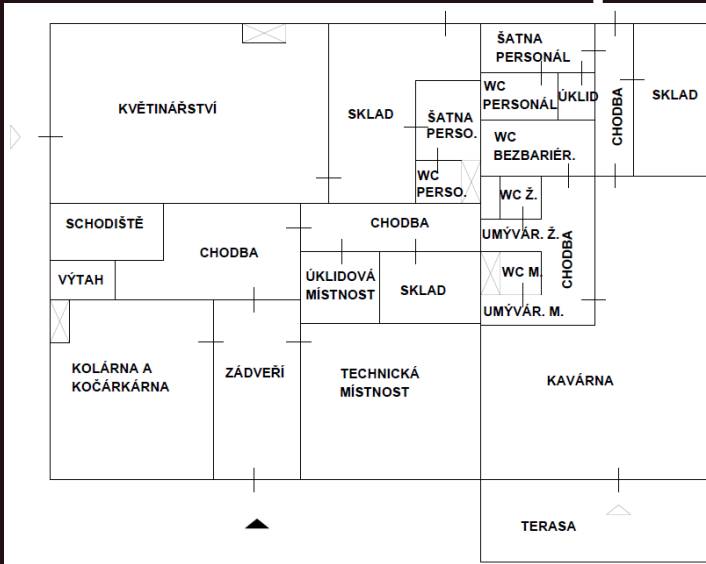 ŠATNA
PERSONÁL
KVĚTINÁŘSTVÍ
SKLAD
ŠATNA
PERSO.
WC
PERSO.
WC
PERSONÁL
ÚKLID
CHODBA
SKLAD
WC
BEZBARIÉR.
SCHODIŠTĚ
VÝTAH
CHODBA
CHODBA
WC Ž.
UMÝVÁR. Ž.
CHODBA
WC M.
UMÝVÁR. M.
ÚKLIDOVÁ
MÍSTNOST
SKLAD
KOLÁRNA A
KOČÁRKÁRNA
ZÁDVEŘÍ
TECHNICKÁ
MÍSTNOST
KAVÁRNA
TERASA